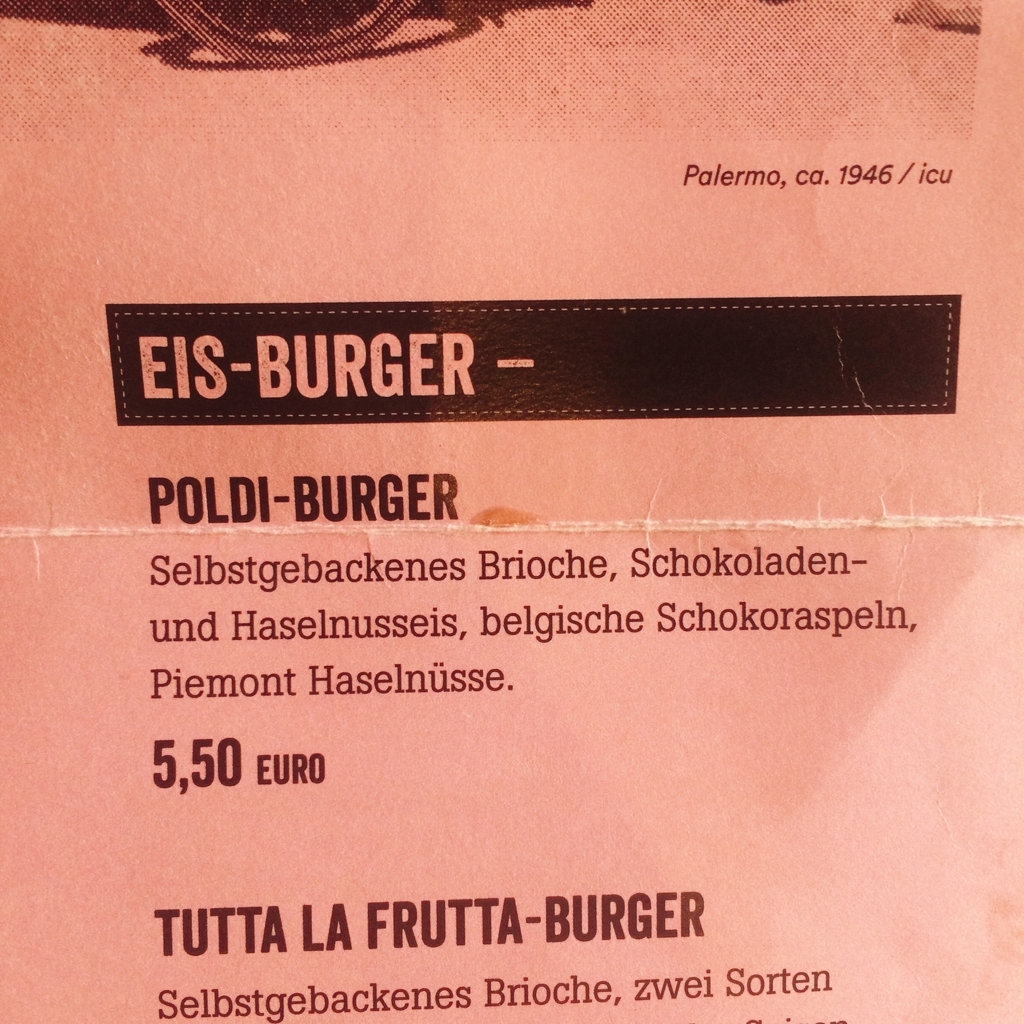 Palermo, ca. 1946 / icu
EIS-BURGER –
POLDI-BURGER
Selbstgebackenes Brioche, Schokoladen-
und Haselnusseis, belgische Schokoraspeln,
Piemont Haselnüsse.
5,50 EURO
TUTTA LA FRUTTA-BURGER
Selbstgebackenes Brioche, zwei Sorten